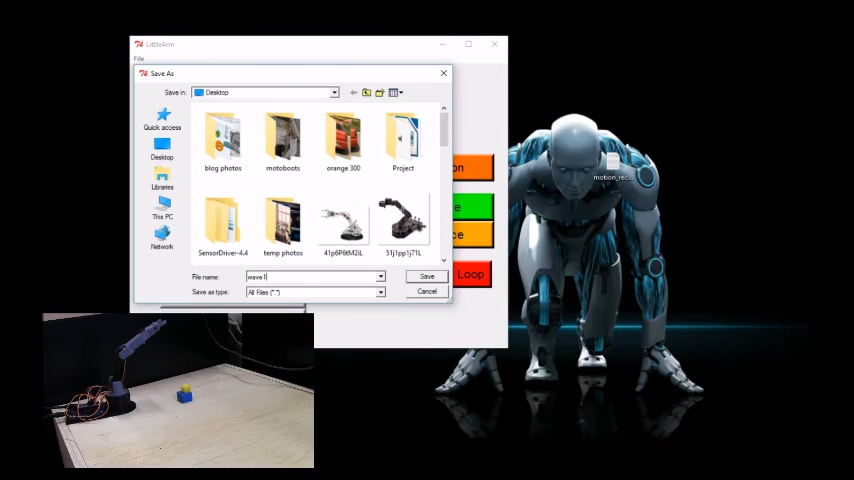 LittleArm
File
Save As
Save in:
Desktop
Quick access
Desktop
Libraries
This PC
Network
blog photos
motoboots
orange 300
Project
SensorDriver-4.4
temp photos
41p6P6tM2iL
51j1pp1j71L
File name:
wave1
Save
Save as type:
All Files (*.*)
Cancel
on
e
ce
Loop
motion_rec...